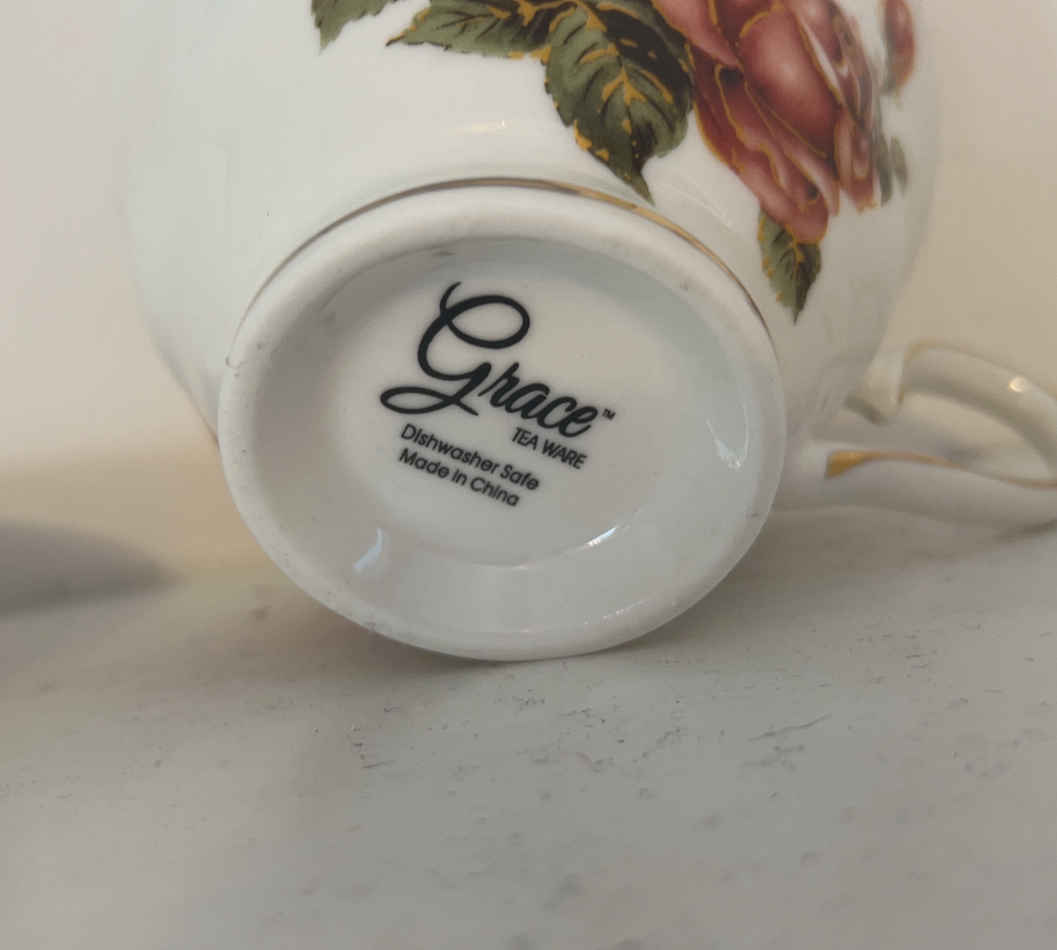 Grace™
TEA WARE
Dishwasher Safe
Made in China